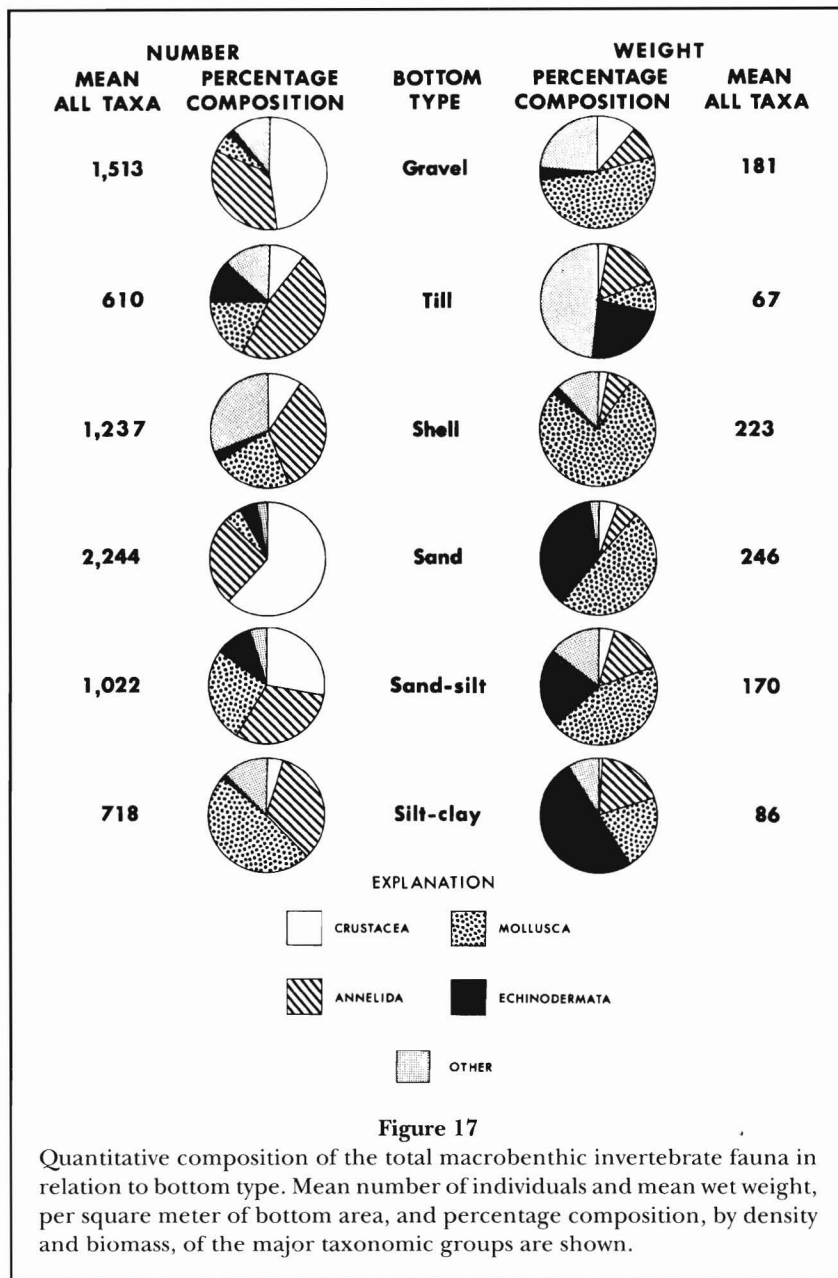 NUMBER WEIGHT
MEAN PERCENTAGE BOTTOM PERCENTAGE MEAN
ALL TAXA COMPOSITION TYPE COMPOSITION ALL TAXA
1,513 Gravel 181
610 Till 67
1,237 Shell 223
2,244 Sand 246
1,022 Sand-silt 170
718 Silt-clay 86
EXPLANATION
CRUSTACEA MOLLUSCA
ANNELIDA ECHINODERMATA
OTHER
Figure 17
Quantitative composition of the total macrobenthic invertebrate fauna in
relation to bottom type. Mean number of individuals and mean wet weight,
per square meter of bottom area, and percentage composition, by density
and biomass, of the major taxonomic groups are shown.